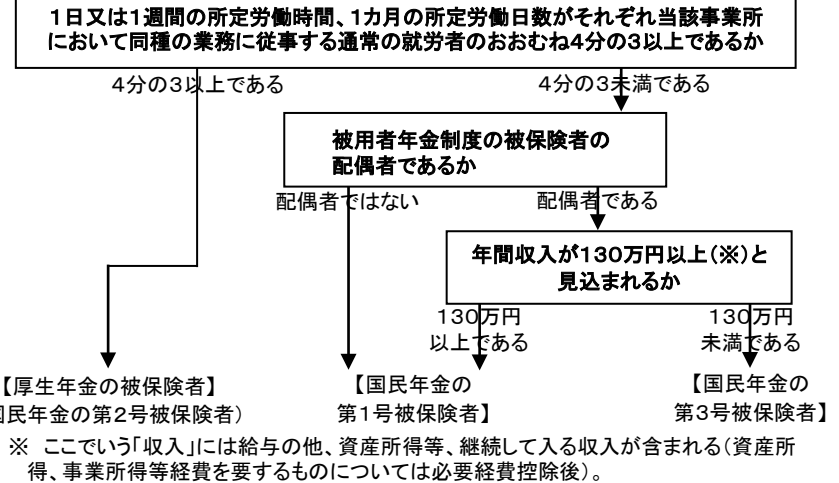 1日又は1週間の所定労働時間、1カ月の所定労働日数がそれぞれ当該事業所
において同種の業務に従事する通常の就労者のおおむね4分の3以上であるか
4分の3以上である
4分の3未満である
被用者年金制度の被保険者の
配偶者であるか
配偶者ではない
配偶者である
年間収入が130万円以上(※)と
見込まれるか
130万円
以上である
130万円
未満である
【厚生年金の被保険者】
国民年金の第2号被保険者)
【国民年金の
第1号被保険者】
【国民年金の
第3号被保険者】
※ ここでいう「収入」には給与の他、資産所得等、継続して入る収入が含まれる(資産所
得、事業所得等経費を要するものについては必要経費控除後)。